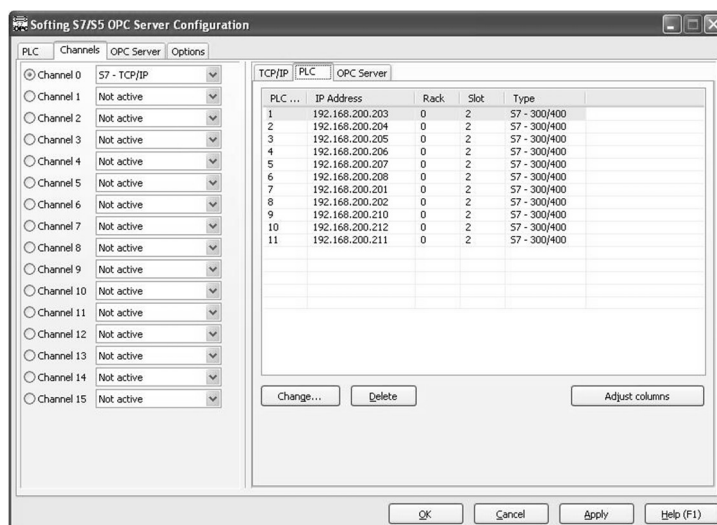 Softing S7/S5 OPC Server Configuration
PLC Channels OPC Server Options
Channel 0 S7 - TCP/IP
Channel 1 Not active
Channel 2 Not active
Channel 3 Not active
Channel 4 Not active
Channel 5 Not active
Channel 6 Not active
Channel 7 Not active
Channel 8 Not active
Channel 9 Not active
Channel 10 Not active
Channel 11 Not active
Channel 12 Not active
Channel 13 Not active
Channel 14 Not active
Channel 15 Not active
TCP/IP PLC OPC Server
PLC ... IP Address Rack Slot Type
1 192.168.200.203 0 2 S7 - 300/400
2 192.168.200.204 0 2 S7 - 300/400
3 192.168.200.205 0 2 S7 - 300/400
4 192.168.200.206 0 2 S7 - 300/400
5 192.168.200.207 0 2 S7 - 300/400
6 192.168.200.208 0 2 S7 - 300/400
7 192.168.200.201 0 2 S7 - 300/400
8 192.168.200.202 0 2 S7 - 300/400
9 192.168.200.210 0 2 S7 - 300/400
10 192.168.200.212 0 2 S7 - 300/400
11 192.168.200.211 0 2 S7 - 300/400
Change... Delete Adjust columns
OK Cancel Apply Help (F1)